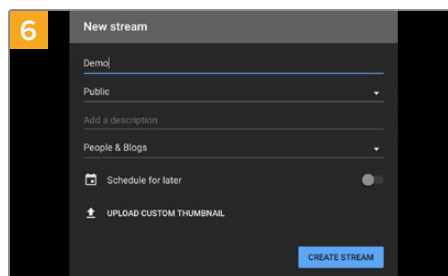 6
New stream
Demo
Public
Add a description
People & Blogs
Schedule for later
UPLOAD CUSTOM THUMBNAIL
CREATE STREAM